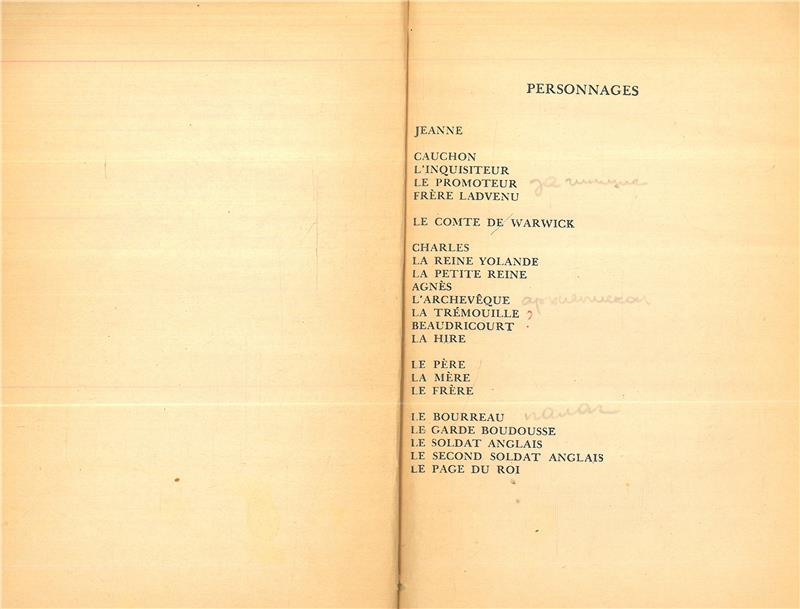 PERSONNAGES
JEANNE
CAUCHON
L'INQUISITEUR
LE PROMOTEUR
FRÈRE LADVENU
LE COMTE DE WARWICK
CHARLES
LA REINE YOLANDE
LA PETITE REINE
AGNÈS
L'ARCHEVÊQUE архиепископ
LA TRÉMOUILLE
BEAUDRICOURT
LA HIRE
LE PÈRE
LA MÈRE
LE FRÈRE
LE BOURREAU палач
LE GARDE BOUDOUSSE
LE SOLDAT ANGLAIS
LE SECOND SOLDAT ANGLAIS
LE PAGE DU ROI